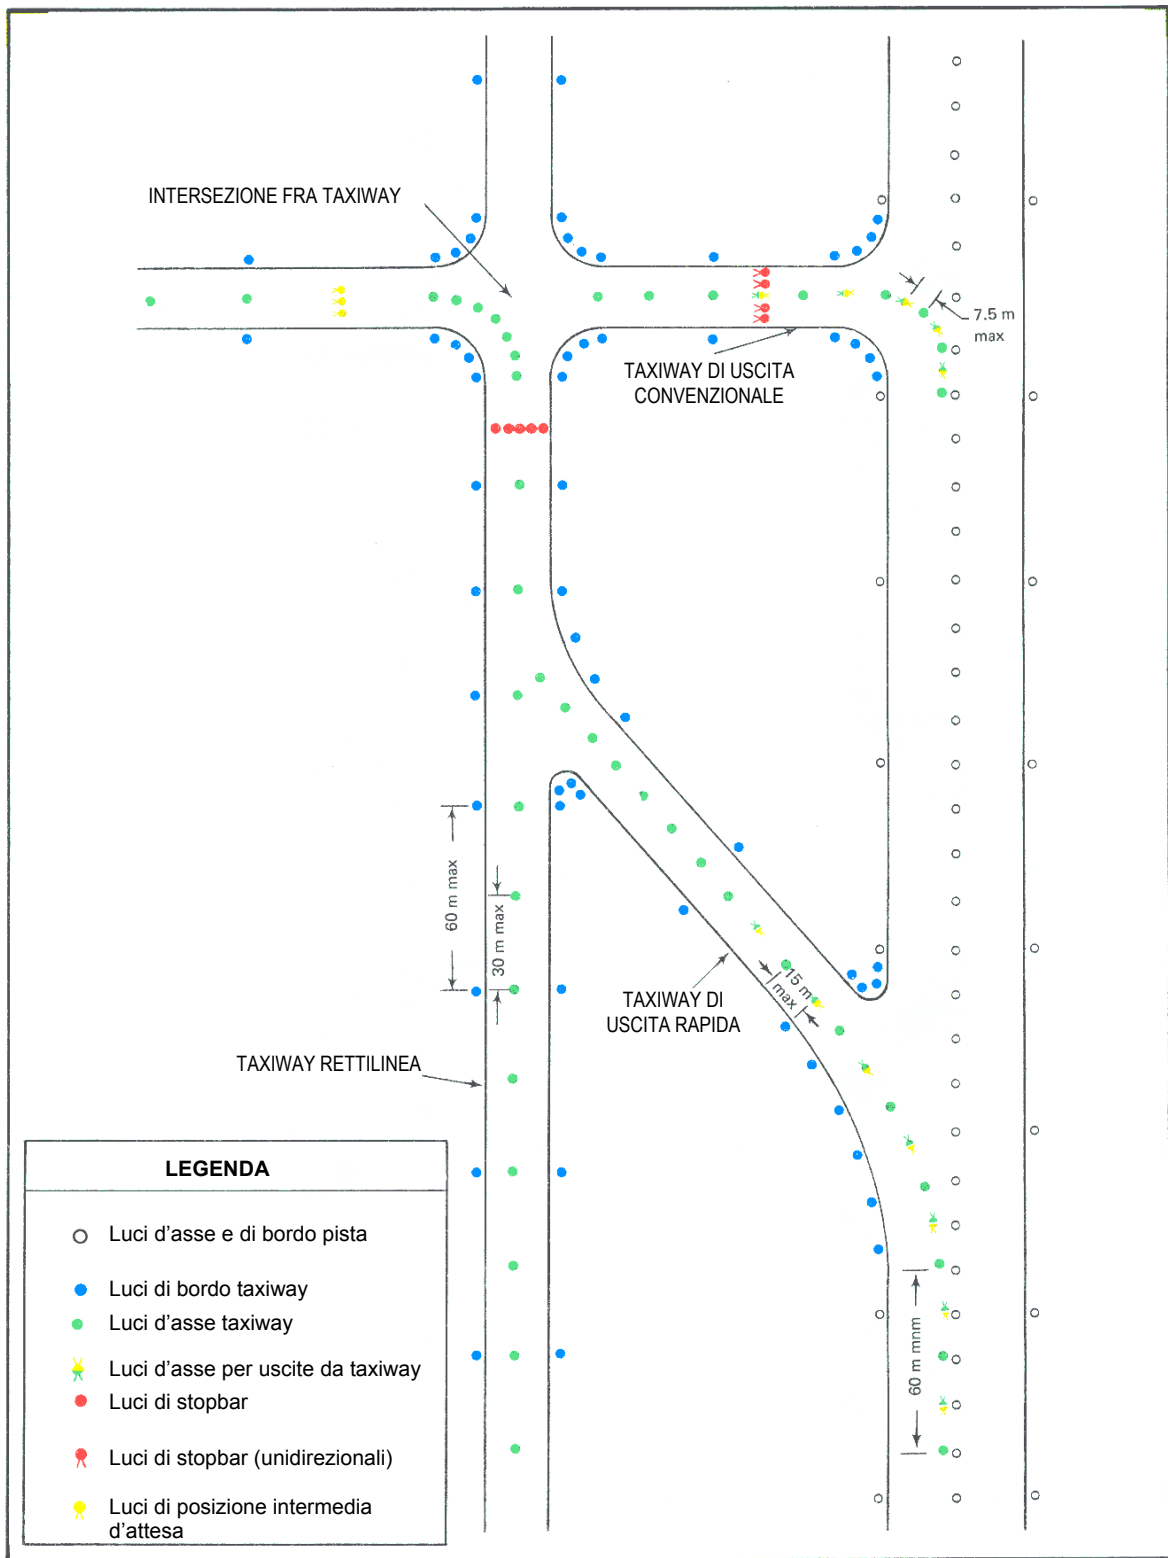 INTERSEZIONE FRA TAXIWAY
7.5 m
max
TAXIWAY DI USCITA
CONVENZIONALE
60 m max
30 m max
15 m
max
TAXIWAY DI
USCITA RAPIDA
TAXIWAY RETTILINEA
60 m mnm
LEGENDA
Luci d'asse e di bordo pista
Luci di bordo taxiway
Luci d'asse taxiway
Luci d'asse per uscite da taxiway
Luci di stopbar
Luci di stopbar (unidirezionali)
Luci di posizione intermedia
d'attesa